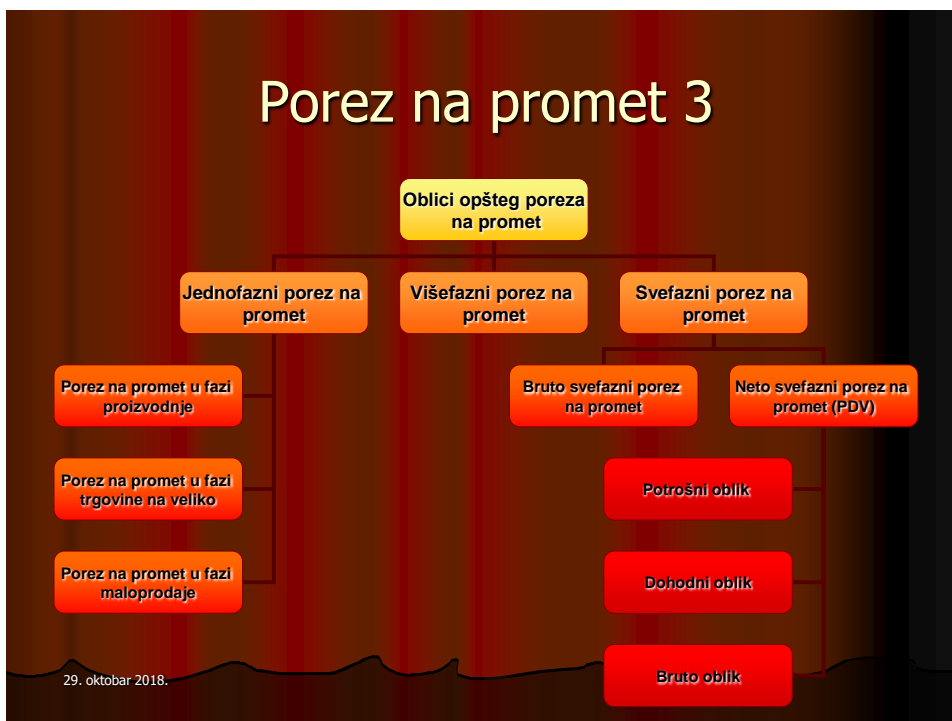 Porez na promet 3
Oblici opšteg poreza
na promet
Jednofazni porez na
promet
Višefazni porez na
promet
Svefazni porez na
promet
Porez na promet u fazi
proizvodnje
Bruto svefazni porez
na promet
Neto svefazni porez na
promet (PDV)
Porez na promet u fazi
trgovine na veliko
Potrošni oblik
Porez na promet u fazi
maloprodaje
Dohodni oblik
Bruto oblik
29. oktobar 2018.